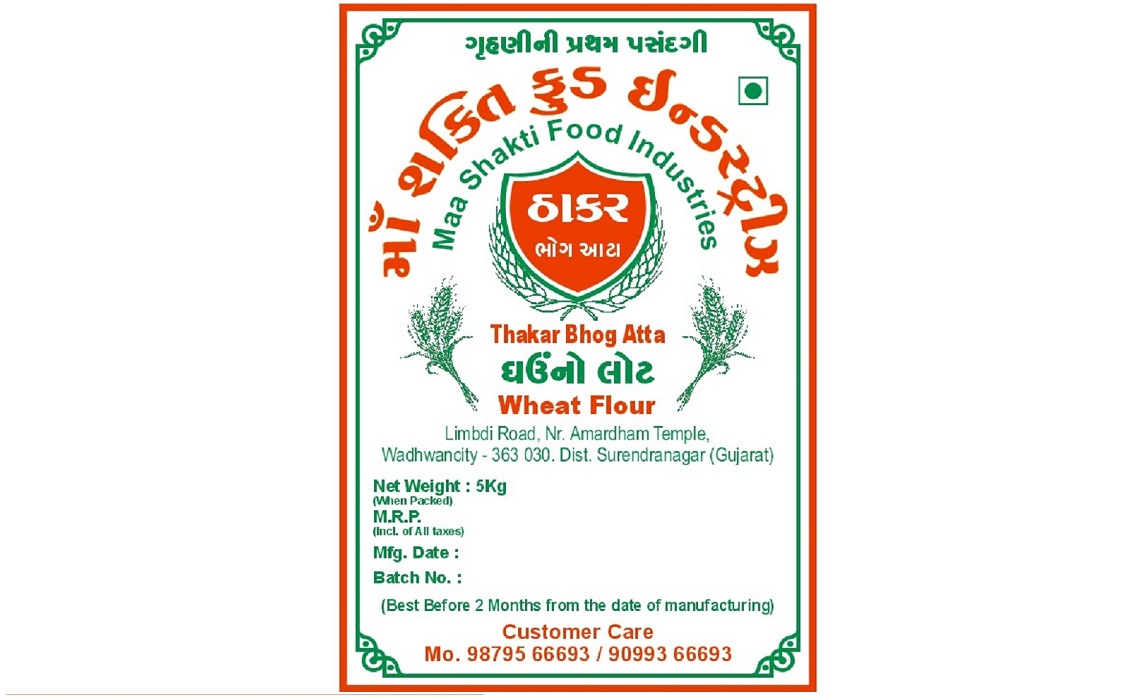 ગૃહણીની પ્રથમ પસંદગી
માઁ શક્તિ ફુડ ઈન્ડસ્ટ્રીઝ
Maa Shakti Food Industries
ઠાકર
ભોગ આટા
Thakar Bhog Atta
ઘઉંનો લોટ
Wheat Flour
Limbdi Road, Nr. Amardham Temple,
Wadhwancity - 363 030. Dist. Surendranagar (Gujarat)
Net Weight : 5Kg
(When Packed)
M.R.P.
(Incl. of All taxes)
Mfg. Date :
Batch No. :
(Best Before 2 Months from the date of manufacturing)
Customer Care
Mo. 98795 66693 / 90993 66693